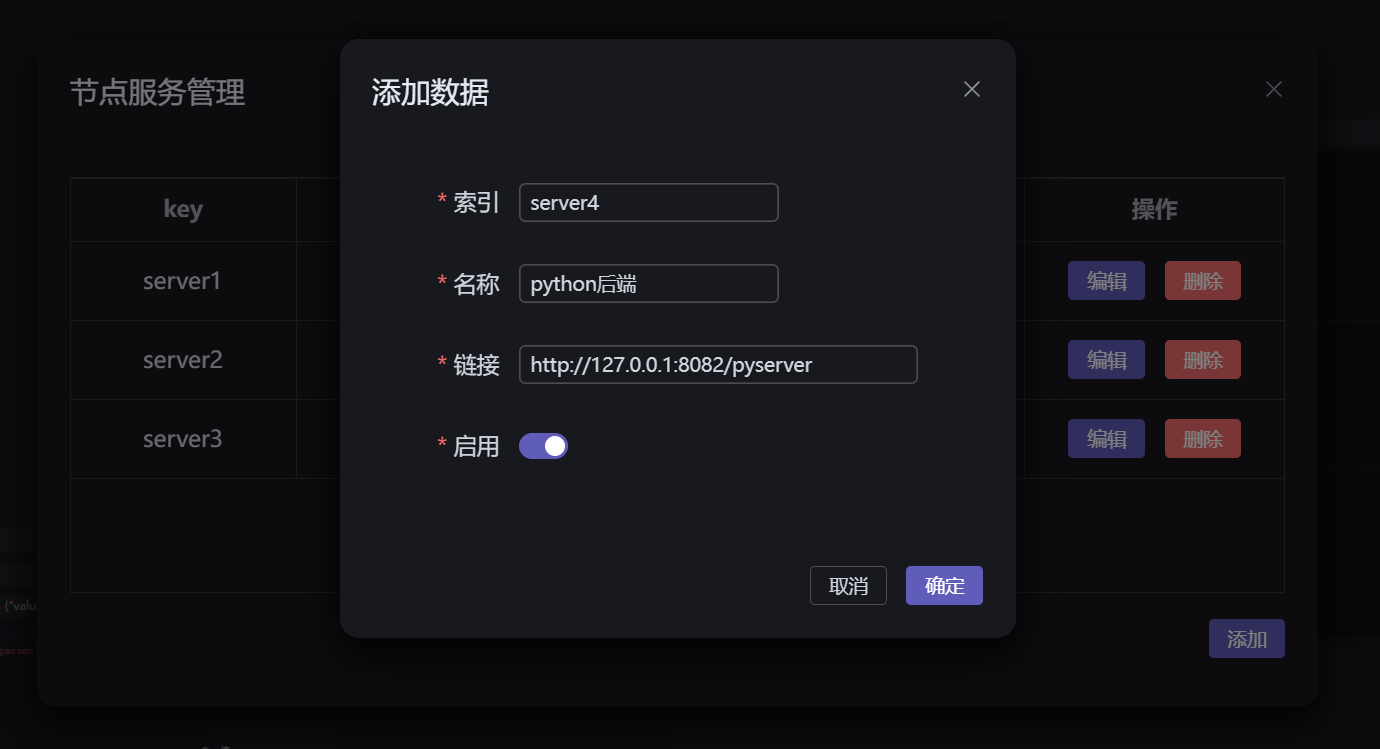 节点服务管理
添加数据
key
操作
* 索引
server4
server1
编辑
删除
* 名称
python后端
server2
编辑
删除
* 链接
http://127.0.0.1:8082/pyserver
server3
编辑
删除
* 启用
取消
确定
{"valu
params
添加